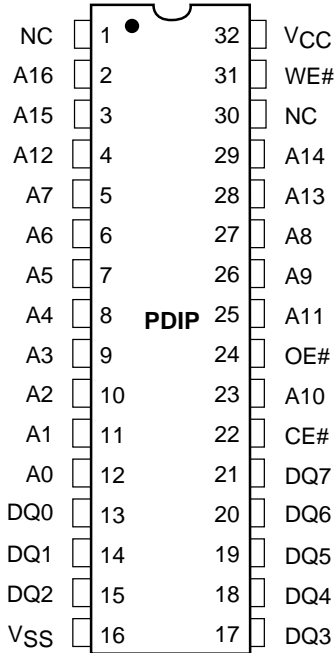 NC 1 32 VCC
A16 2 31 WE#
A15 3 30 NC
A12 4 29 A14
A7 5 28 A13
A6 6 27 A8
A5 7 26 A9
A4 8 PDIP 25 A11
A3 9 24 OE#
A2 10 23 A10
A1 11 22 CE#
A0 12 21 DQ7
DQ0 13 20 DQ6
DQ1 14 19 DQ5
DQ2 15 18 DQ4
VSS 16 17 DQ3